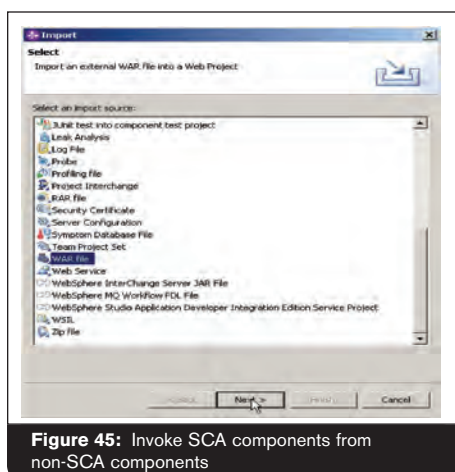 Import
Select
Import an external WAR file into a Web Project
Select an import source:
JUnit test into component test project
Leak Analysis
Log File
Probe
Profiling file
Project Interchange
RAR file
Security Certificate
Server Configuration
Symptom Database File
Team Project Set
WAR file
Web Service
WebSphere InterChange Server JAR File
WebSphere MQ Workflow FDL File
WebSphere Studio Application Developer Integration Edition Service Project
WSIL
Zip file
< Back Next > Finish Cancel
Figure 45: Invoke SCA components from
non-SCA components